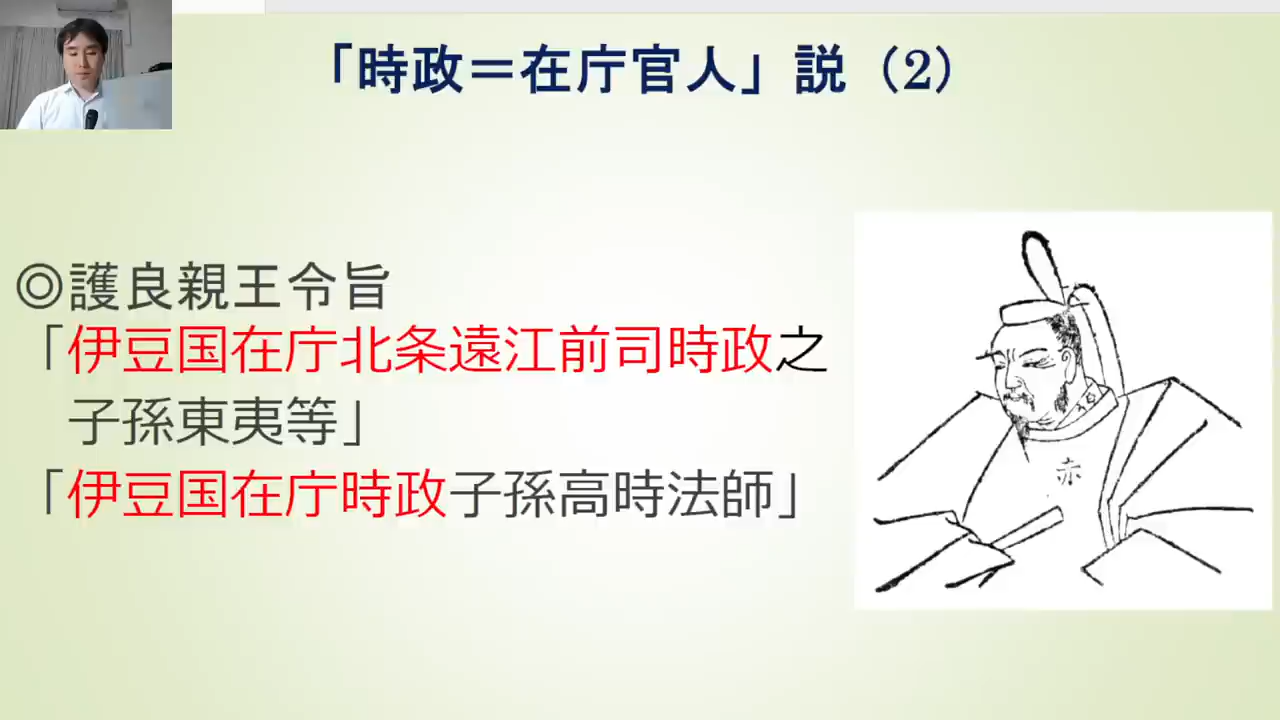 「時政＝在庁官人」説（2）
◎護良親王令旨
「伊豆国在庁北条遠江前司時政之
子孫東夷等」
「伊豆国在庁時政子孫高時法師」
赤